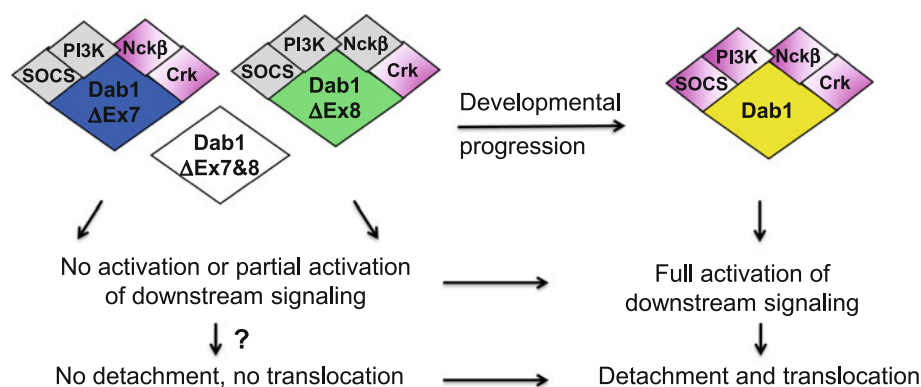 PI3K
Nckβ
SOCS
Crk
Dab1
ΔEx7
PI3K
Nckβ
SOCS
Crk
Dab1
ΔEx8
Dab1
ΔEx7&8
Developmental
progression
PI3K
Nckβ
SOCS
Crk
Dab1
No activation or partial activation
of downstream signaling
Full activation of
downstream signaling
?
No detachment, no translocation
Detachment and translocation